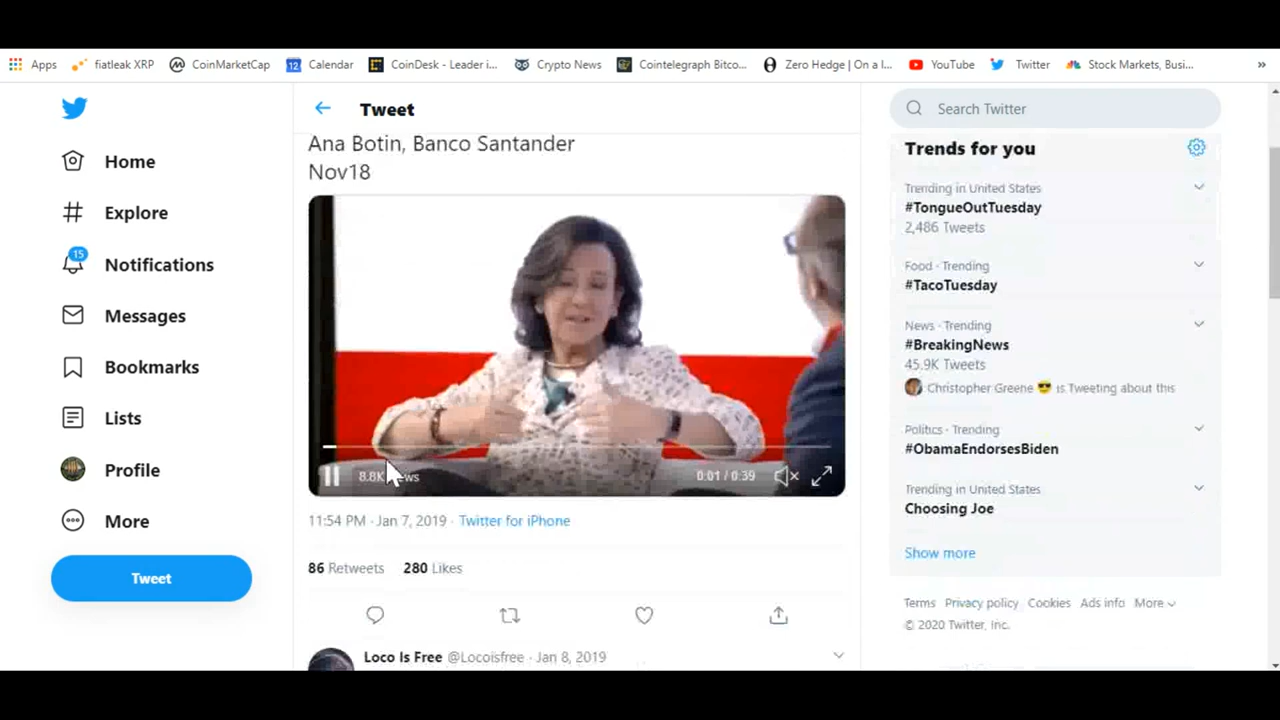 Apps
fiatleak XRP
CoinMarketCap
Calendar
CoinDesk - Leader i...
Crypto News
Cointelegraph Bitco...
Zero Hedge | On a l...
YouTube
Twitter
Stock Markets, Busi...
»
Home
Explore
15
Notifications
Messages
Bookmarks
Lists
Profile
More
Tweet
Tweet
Ana Botin, Banco Santander
Nov18
8.8K
0:01 / 0:39
11:54 PM · Jan 7, 2019 · Twitter for iPhone
86 Retweets 280 Likes
Loco Is Free @Locoisfree · Jan 8, 2019
Search Twitter
Trends for you
Trending in United States
#TongueOutTuesday
2,486 Tweets
Food · Trending
#TacoTuesday
News · Trending
#BreakingNews
45.9K Tweets
Christopher Greene 😎 is Tweeting about this
Politics · Trending
#ObamaEndorsesBiden
Trending in United States
Choosing Joe
Show more
Terms Privacy policy Cookies Ads info More
© 2020 Twitter, Inc.